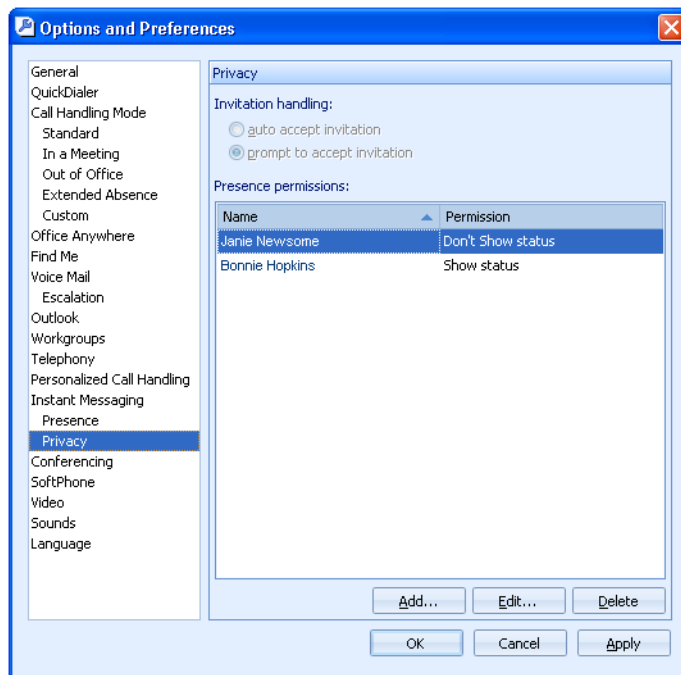 Options and Preferences
General
QuickDialer
Call Handling Mode
Standard
In a Meeting
Out of Office
Extended Absence
Custom
Office Anywhere
Find Me
Voice Mail
Escalation
Outlook
Workgroups
Telephony
Personalized Call Handling
Instant Messaging
Presence
Privacy
Conferencing
SoftPhone
Video
Sounds
Language
Privacy
Invitation handling:
auto accept invitation
prompt to accept invitation
Presence permissions:
Name Permission
Janie Newsome Don't Show status
Bonnie Hopkins Show status
Add... Edit... Delete
OK Cancel Apply